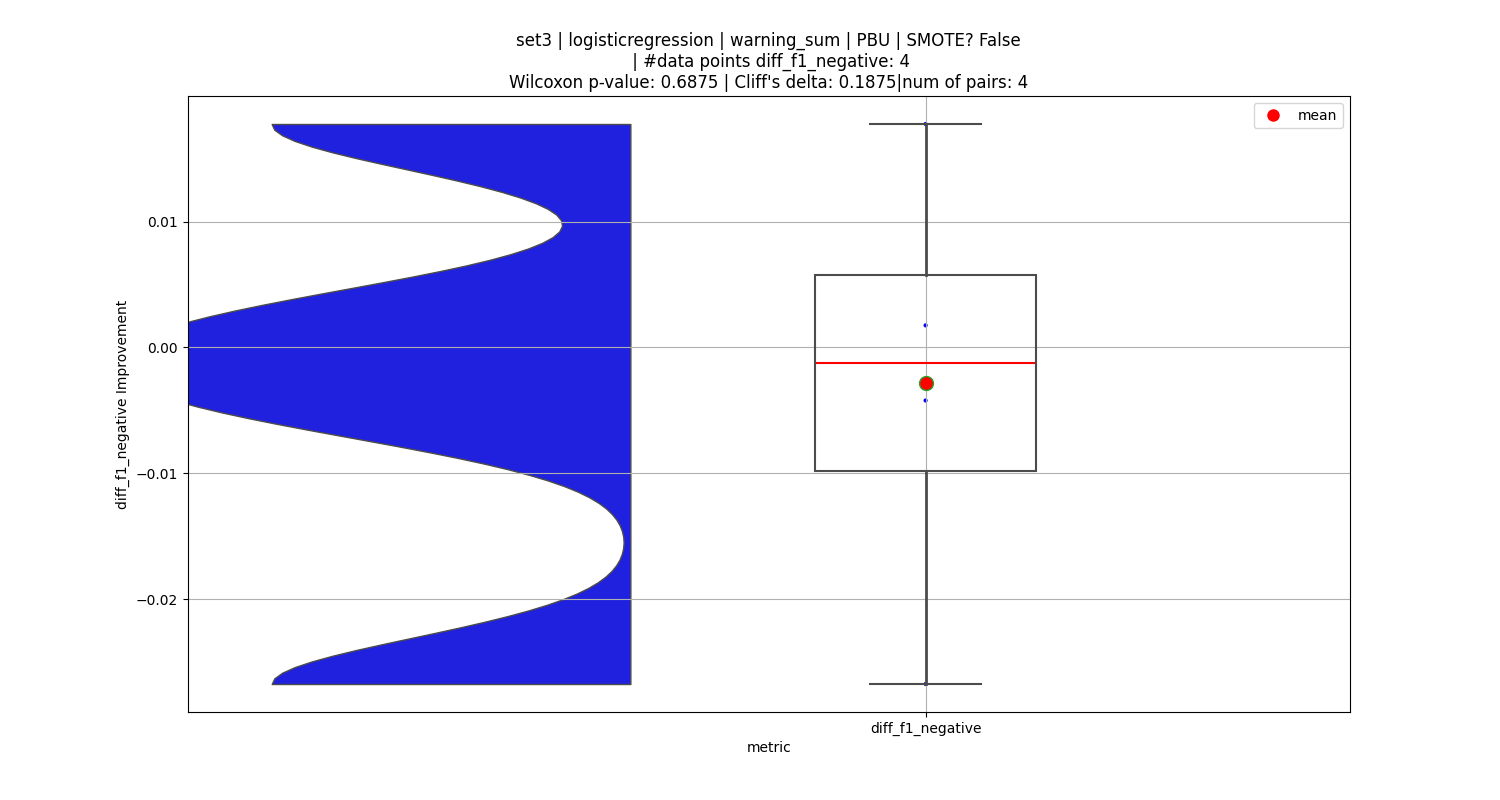 set3 | logisticregression | warning_sum | PBU | SMOTE? False
| #data points diff_f1_negative: 4
Wilcoxon p-value: 0.6875 | Cliff's delta: 0.1875|num of pairs: 4
mean
0.01
0.00
−0.01
−0.02
diff_f1_negative Improvement
diff_f1_negative
metric